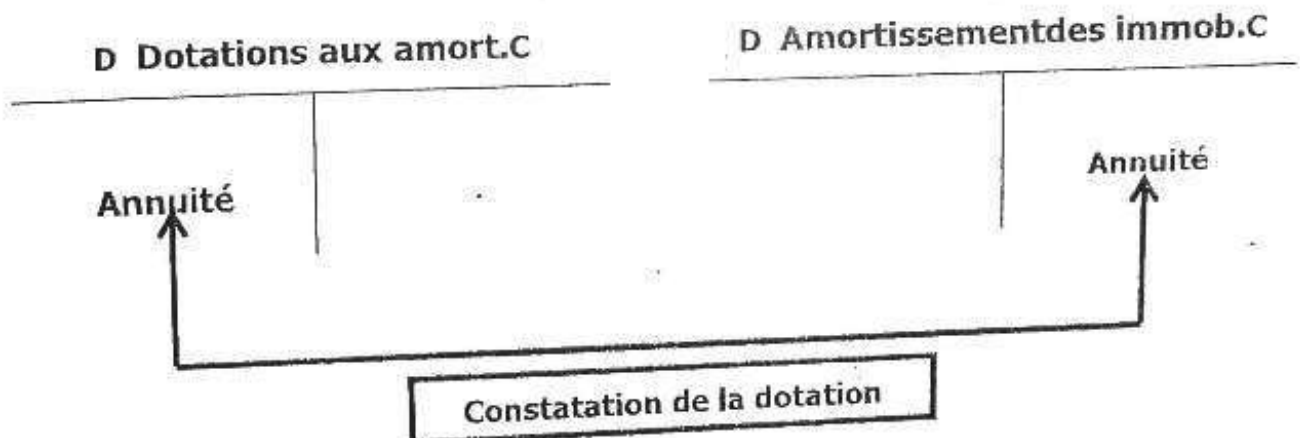 D Dotations aux amort.C
D Amortissementdes immob.C
Annuité
Annuité
Constatation de la dotation